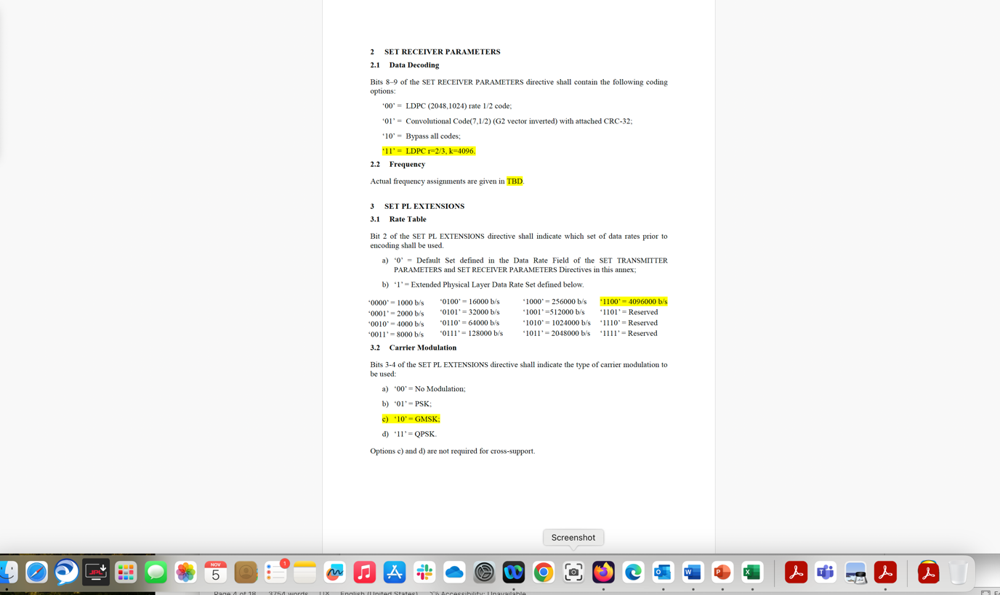 2 SET RECEIVER PARAMETERS
2.1 Data Decoding
Bits 8–9 of the SET RECEIVER PARAMETERS directive shall contain the following coding
options:
‘00’ = LDPC (2048,1024) rate 1/2 code;
‘01’ = Convolutional Code(7,1/2) (G2 vector inverted) with attached CRC-32;
‘10’ = Bypass all codes;
‘11’ = LDPC r=2/3, k=4096.
2.2 Frequency
Actual frequency assignments are given in TBD.
3 SET PL EXTENSIONS
3.1 Rate Table
Bit 2 of the SET PL EXTENSIONS directive shall indicate which set of data rates prior to
encoding shall be used.
a) ‘0’ = Default Set defined in the Data Rate Field of the SET TRANSMITTER
PARAMETERS and SET RECEIVER PARAMETERS Directives in this annex;
b) ‘1’ = Extended Physical Layer Data Rate Set defined below.
‘0000’ = 1000 b/s ‘0100’ = 16000 b/s ‘1000’ = 256000 b/s ‘1100’ = 4096000 b/s
‘0001’ = 2000 b/s ‘0101’ = 32000 b/s ‘1001’ =512000 b/s ‘1101’ = Reserved
‘0010’ = 4000 b/s ‘0110’ = 64000 b/s ‘1010’ = 1024000 b/s ‘1110’ = Reserved
‘0011’ = 8000 b/s ‘0111’ = 128000 b/s ‘1011’ = 2048000 b/s ‘1111’ = Reserved
3.2 Carrier Modulation
Bits 3-4 of the SET PL EXTENSIONS directive shall indicate the type of carrier modulation to
be used:
a) ‘00’ = No Modulation;
b) ‘01’ = PSK;
c) ‘10’ = GMSK;
d) ‘11’ = QPSK.
Options c) and d) are not required for cross-support.
Screenshot
JPL
NOV
5
1
Page 4 of 18 3754 words English (United States) Accessibility: Unavailable